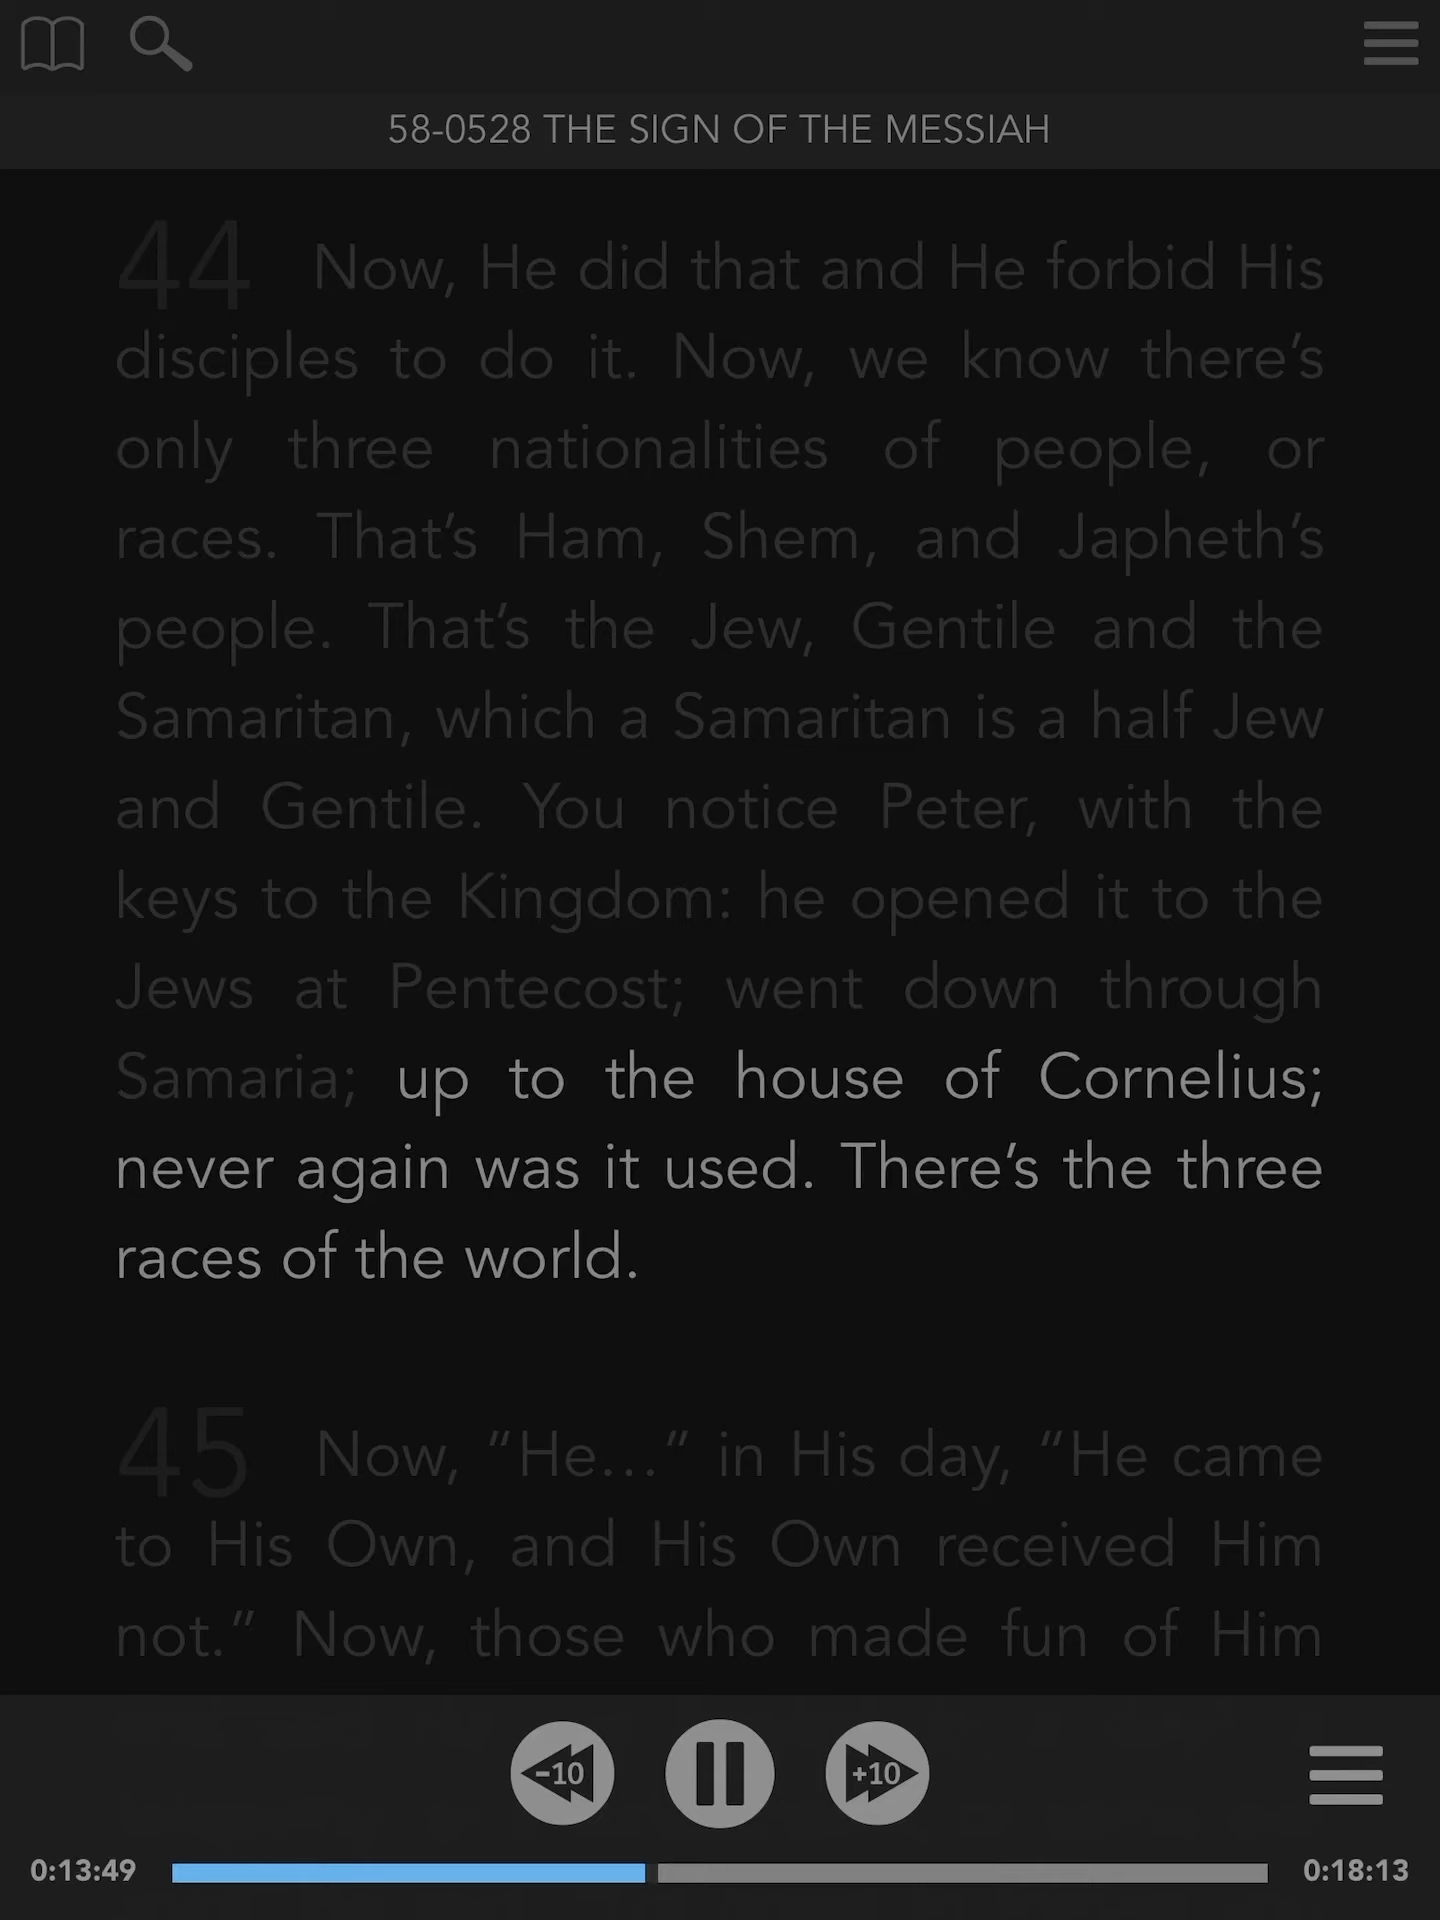 58-0528 THE SIGN OF THE MESSIAH
44 Now, He did that and He forbid His
disciples to do it. Now, we know there’s
only three nationalities of people, or
races. That’s Ham, Shem, and Japheth’s
people. That’s the Jew, Gentile and the
Samaritan, which a Samaritan is a half Jew
and Gentile. You notice Peter, with the
keys to the Kingdom: he opened it to the
Jews at Pentecost; went down through
Samaria; up to the house of Cornelius;
never again was it used. There’s the three
races of the world.
45 Now, “He…” in His day, “He came
to His Own, and His Own received Him
not.” Now, those who made fun of Him
-10 +10
0:13:49 0:18:13